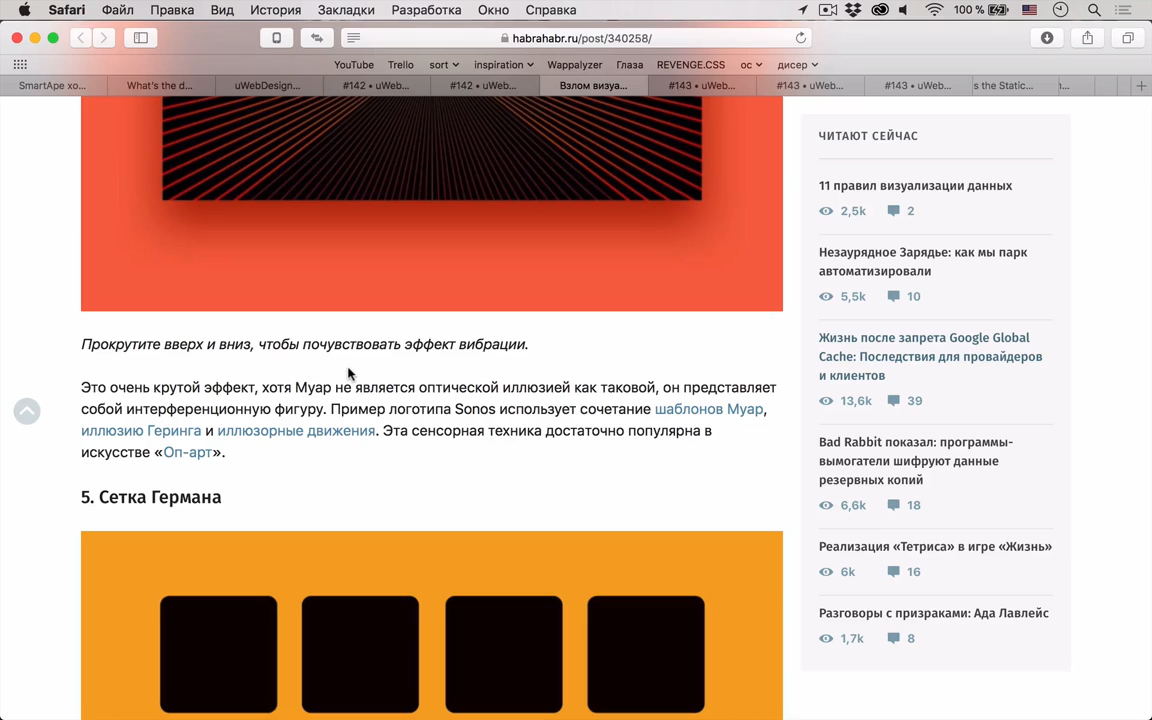 Safari Файл Правка Вид История Закладки Разработка Окно Справка 100 %
habrahabr.ru/post/340258/
YouTube Trello sort inspiration Wappalyzer Глаза REVENGE.CSS ос дисер
SmartApe хо... What's the d... uWebDesign... #142 • uWeb... #142 • uWeb... Взлом визуа... #143 • uWeb... #143 • uWeb... #143 • uWeb... s the Static...
Прокрутите вверх и вниз, чтобы почувствовать эффект вибрации.
Это очень крутой эффект, хотя Муар не является оптической иллюзией как таковой, он представляет
собой интерференционную фигуру. Пример логотипа Sonos использует сочетание шаблонов Муар,
иллюзию Геринга и иллюзорные движения. Эта сенсорная техника достаточно популярна в
искусстве «Оп-арт».
5. Сетка Германа
ЧИТАЮТ СЕЙЧАС
11 правил визуализации данных
2,5k 2
Незаурядное Зарядье: как мы парк
автоматизировали
5,5k 10
Жизнь после запрета Google Global
Cache: Последствия для провайдеров
и клиентов
13,6k 39
Bad Rabbit показал: программы-
вымогатели шифруют данные
резервных копий
6,6k 18
Реализация «Тетриса» в игре «Жизнь»
6k 16
Разговоры с призраками: Ада Лавлейс
1,7k 8